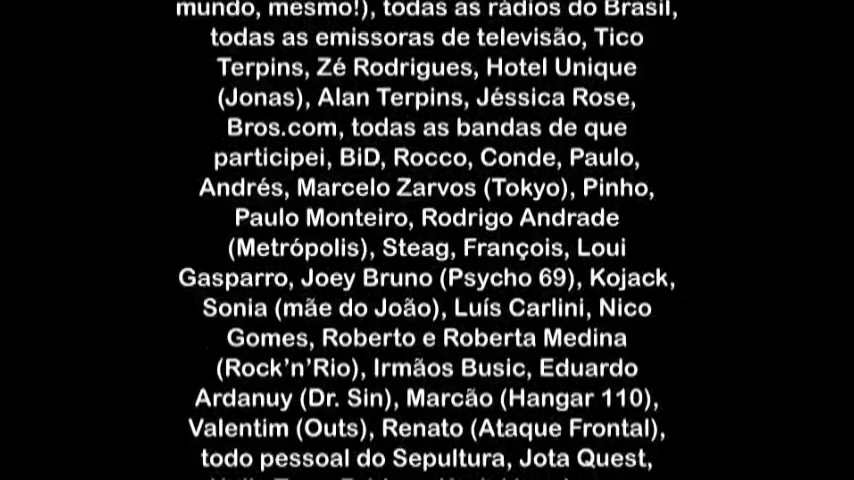 mundo, mesmo!), todas as rádios do Brasil,
todas as emissoras de televisão, Tico
Terpins, Zé Rodrigues, Hotel Unique
(Jonas), Alan Terpins, Jéssica Rose,
Bros.com, todas as bandas de que
participei, BiD, Rocco, Conde, Paulo,
Andrés, Marcelo Zarvos (Tokyo), Pinho,
Paulo Monteiro, Rodrigo Andrade
(Metrópolis), Steag, François, Loui
Gasparro, Joey Bruno (Psycho 69), Kojack,
Sonia (mãe do João), Luís Carlini, Nico
Gomes, Roberto e Roberta Medina
(Rock’n’Rio), Irmãos Busic, Eduardo
Ardanuy (Dr. Sin), Marcão (Hangar 110),
Valentim (Outs), Renato (Ataque Frontal),
todo pessoal do Sepultura, Jota Quest,